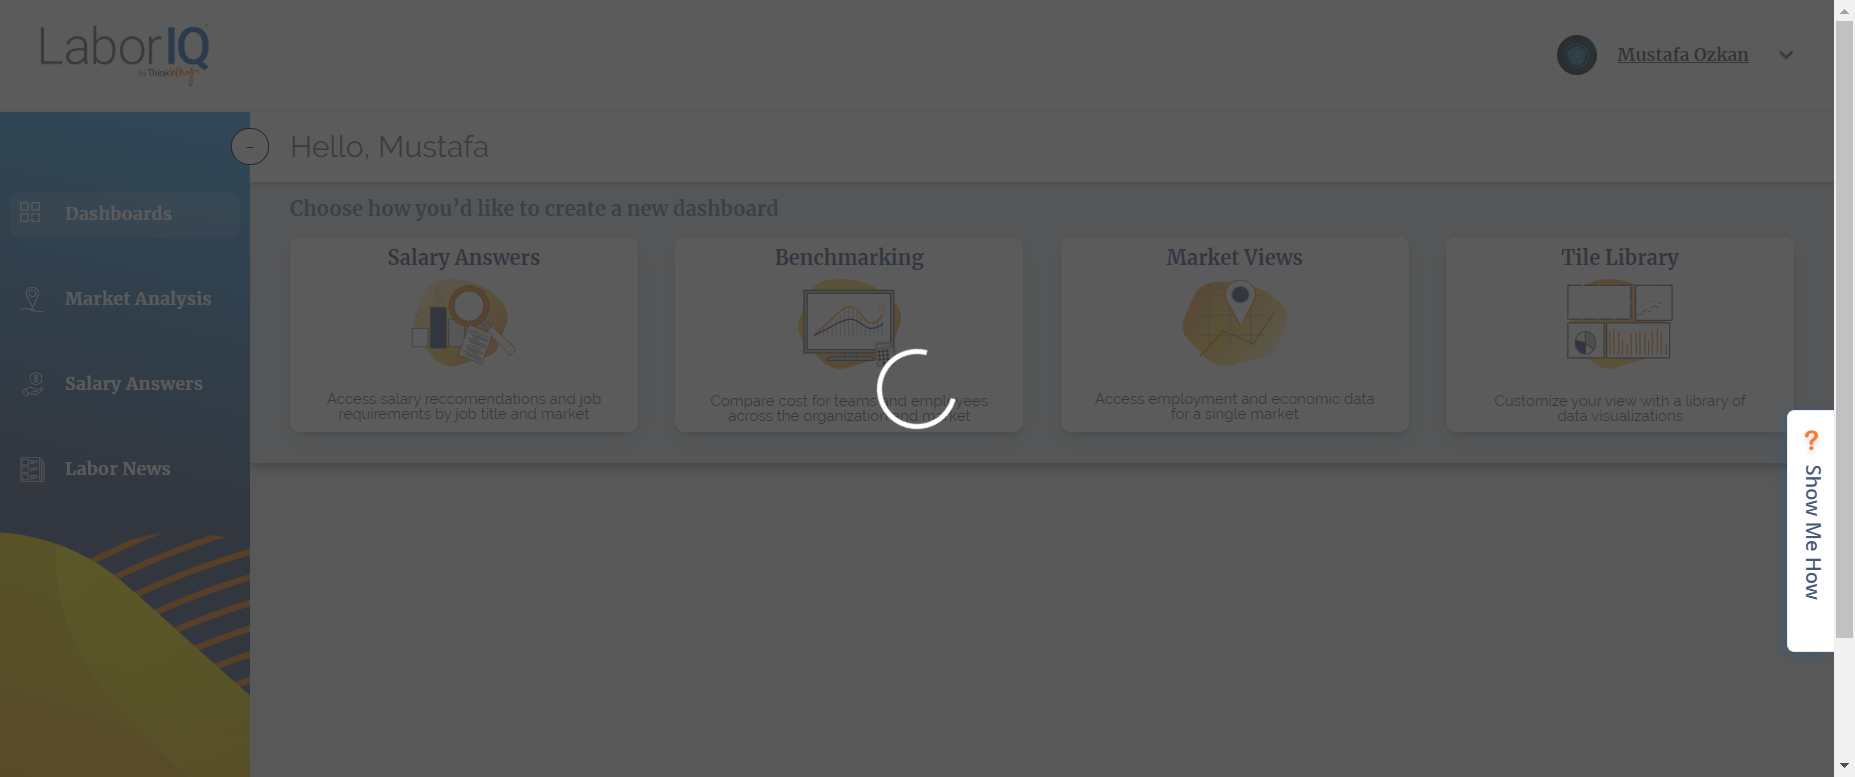 LaborIQ
by ThinkWhy
Mustafa Ozkan
Hello, Mustafa
Dashboards
Market Analysis
Salary Answers
Labor News
Choose how you’d like to create a new dashboard
Salary Answers
Access salary reccomendations and job
requirements by job title and market
Benchmarking
Compare cost for teams and employees
across the organization and market
Market Views
Access employment and economic data
for a single market
Tile Library
Customize your view with a library of
data visualizations
? Show Me How